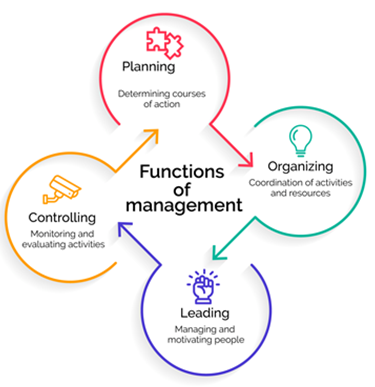 Planning
Determining courses
of action
Organizing
Coordination of activities
and resources
Functions
of
management
Controlling
Monitoring and
evaluating activities
Leading
Managing and
motivating people